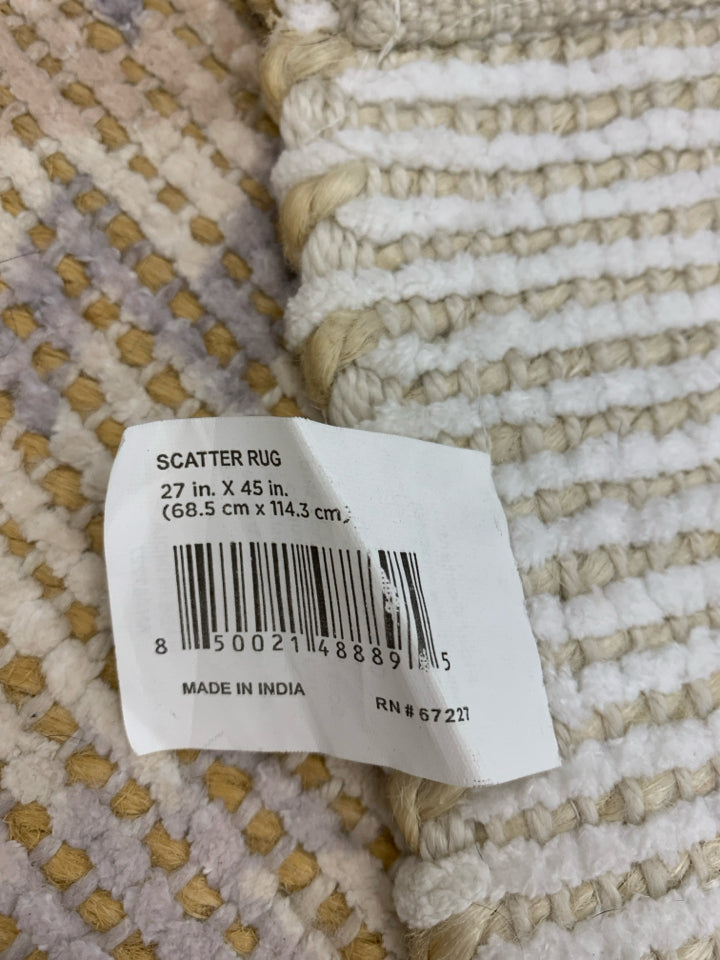 SCATTER RUG
27 in. X 45 in.
(68.5 cm x 114.3 cm)
8 50021 48889 5
MADE IN INDIA
RN # 67227